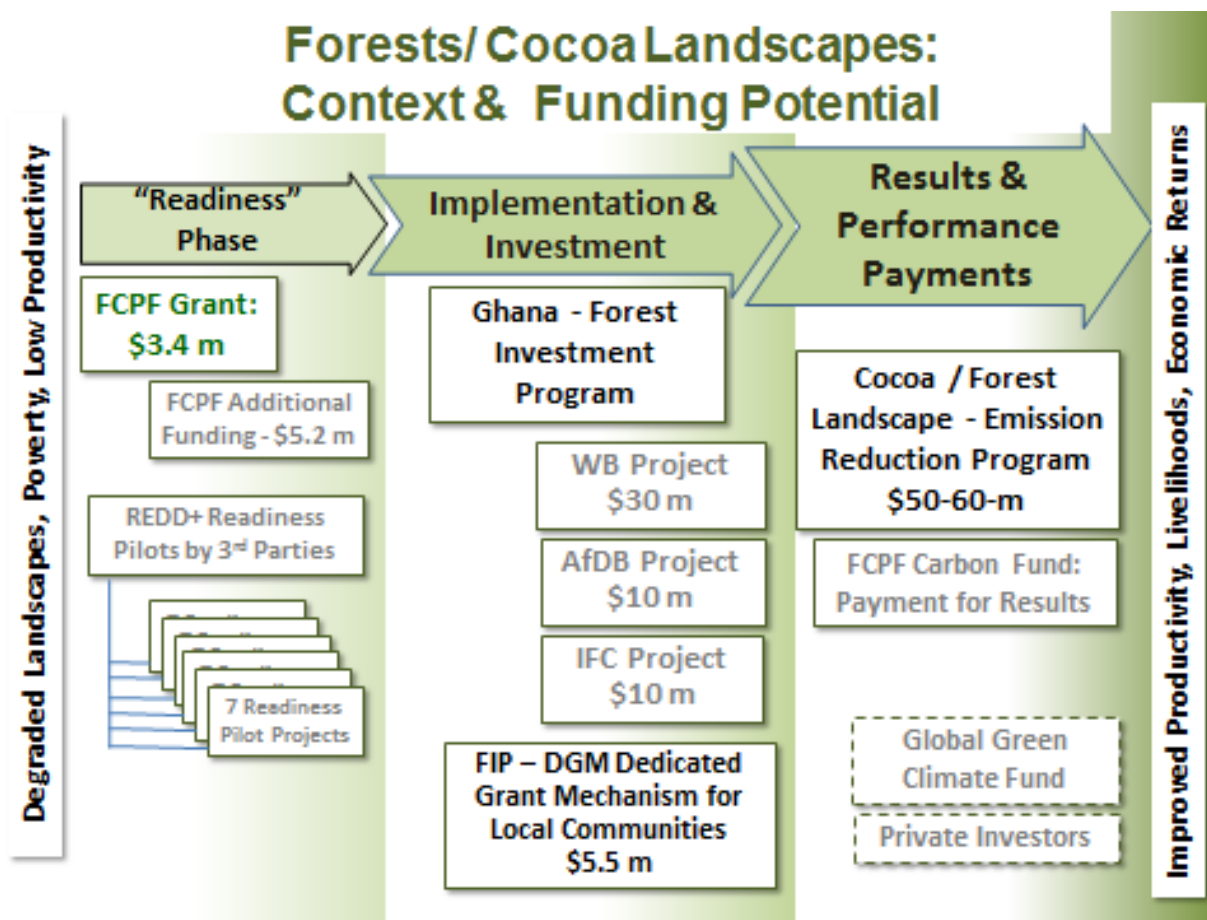 Forests/ Cocoa Landscapes:
Context & Funding Potential
Degraded Landscapes, Poverty, Low Productivity
“Readiness”
Phase
FCPF Grant:
$3.4 m
FCPF Additional
Funding - $5.2 m
REDD+ Readiness
Pilots by 3rd Parties
7 Readiness
Pilot Projects
Implementation &
Investment
Ghana - Forest
Investment
Program
WB Project
$30 m
AfDB Project
$10 m
IFC Project
$10 m
FIP – DGM Dedicated
Grant Mechanism for
Local Communities
$5.5 m
Results &
Performance
Payments
Cocoa / Forest
Landscape - Emission
Reduction Program
$50-60-m
FCPF Carbon Fund:
Payment for Results
Global Green
Climate Fund
Private Investors
Improved Productivity, Livelihoods, Economic Returns